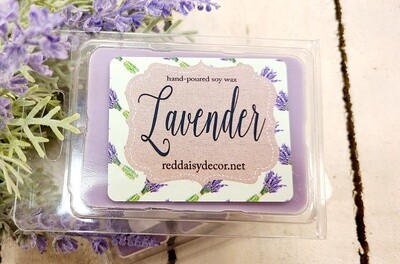 hand-poured soy wax
Lavender
reddaisydecor.net